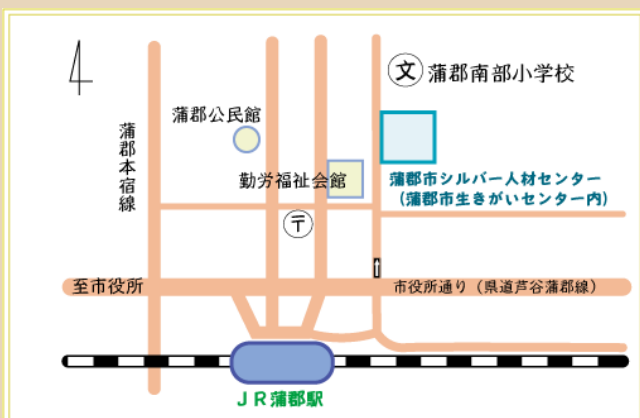 文 蒲郡南部小学校
蒲郡公民館
蒲郡本宿線
勤労福祉会館
蒲郡市シルバー人材センター
(蒲郡市生きがいセンター内)
〒
至市役所
市役所通り(県道芦谷蒲郡線)
JR蒲郡駅